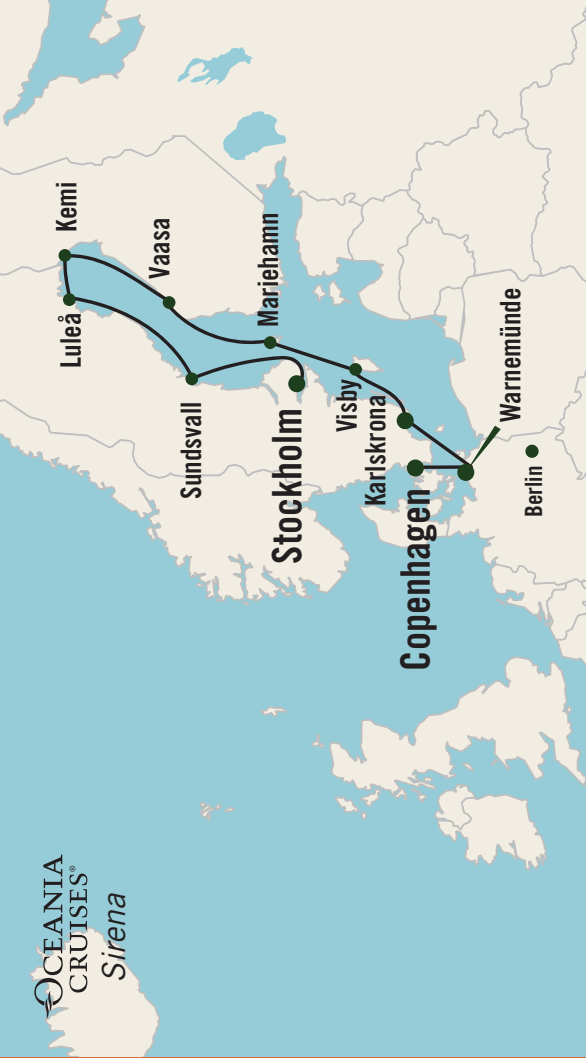 OCEANIA
CRUISES®
Sirena
Kemi
Luleå
Vaasa
Sundsvall
Mariehamn
Stockholm
Visby
Karlskrona
Copenhagen
Warnemünde
Berlin